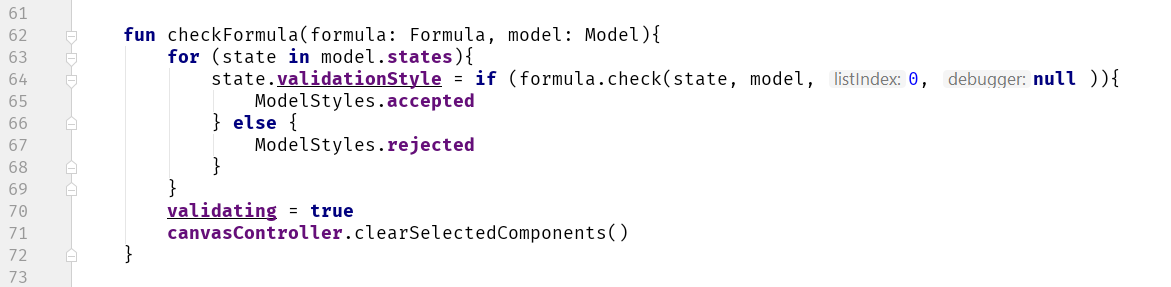 61
62 fun checkFormula(formula: Formula, model: Model){
63 for (state in model.states){
64 state.validationStyle = if (formula.check(state, model, listIndex: 0, debugger: null )){
65 ModelStyles.accepted
66 } else {
67 ModelStyles.rejected
68 }
69 }
70 validating = true
71 canvasController.clearSelectedComponents()
72 }
73